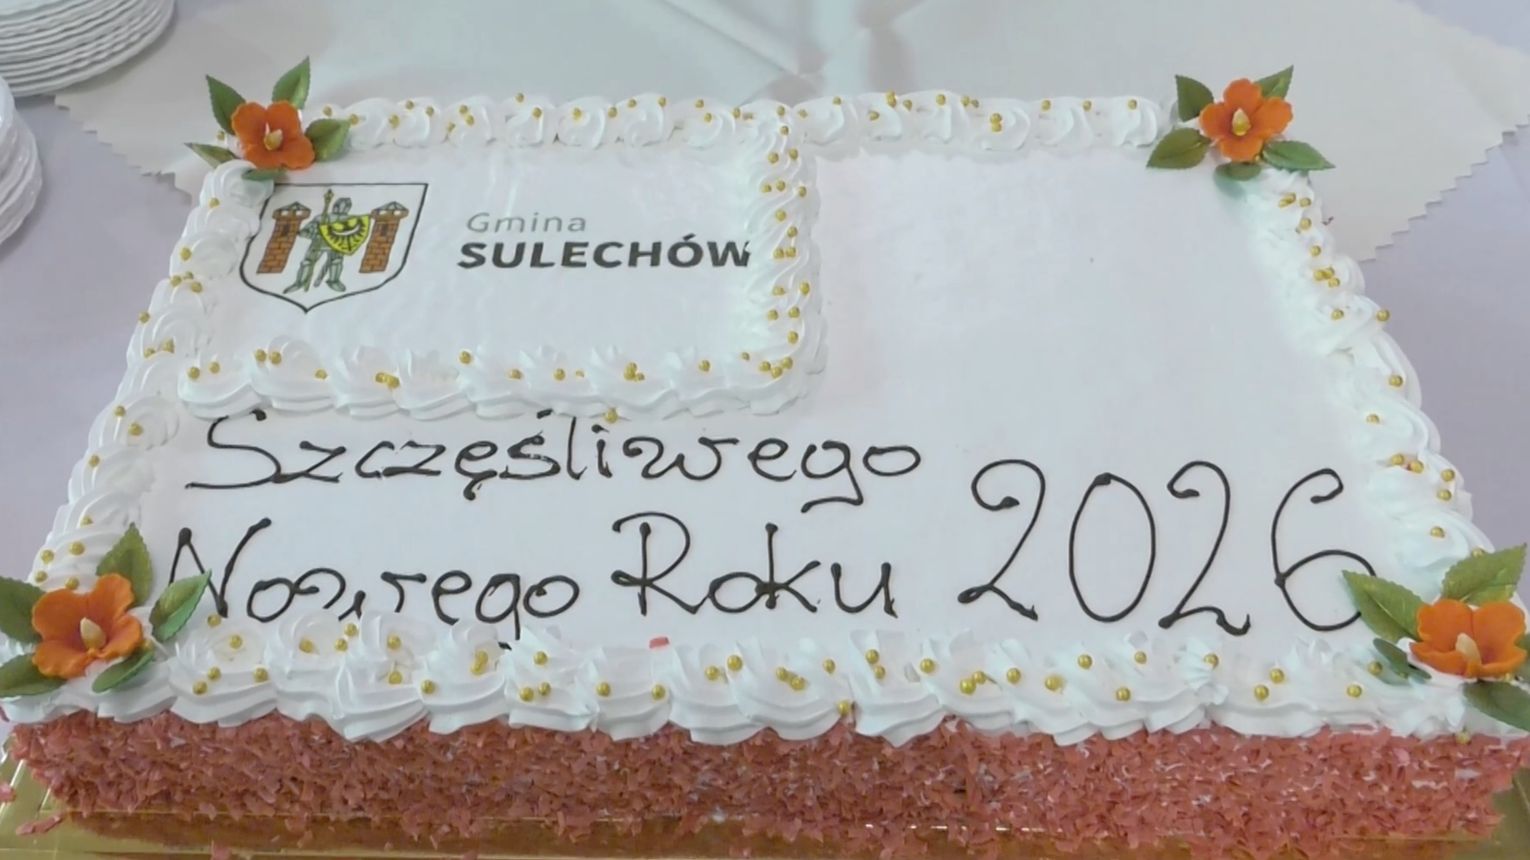 Gmina
SULECHÓW
Szczęśliwego
Nowego Roku 2026